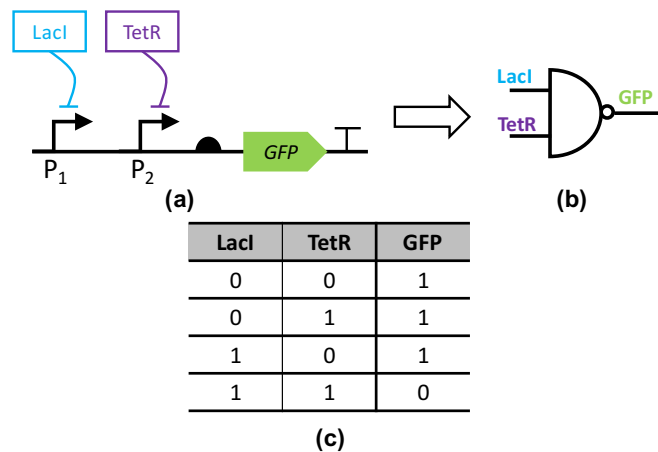 LacI TetR
P1 P2 GFP
(a)
LacI
TetR
GFP
(b)
LacI TetR GFP
0 0 1
0 1 1
1 0 1
1 1 0
(c)